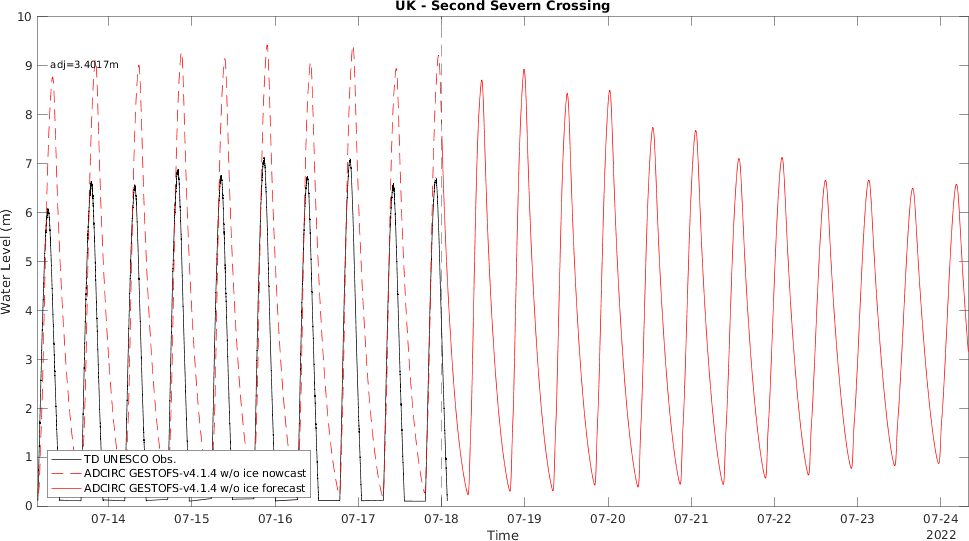 UK - Second Severn Crossing
10
9
8
7
6
5
4
3
2
1
0
Water Level (m)
adj=3.4017m
TD UNESCO Obs.
ADCIRC GESTOFS-v4.1.4 w/o ice nowcast
ADCIRC GESTOFS-v4.1.4 w/o ice forecast
07-14 07-15 07-16 07-17 07-18 07-19 07-20 07-21 07-22 07-23 07-24
Time 2022